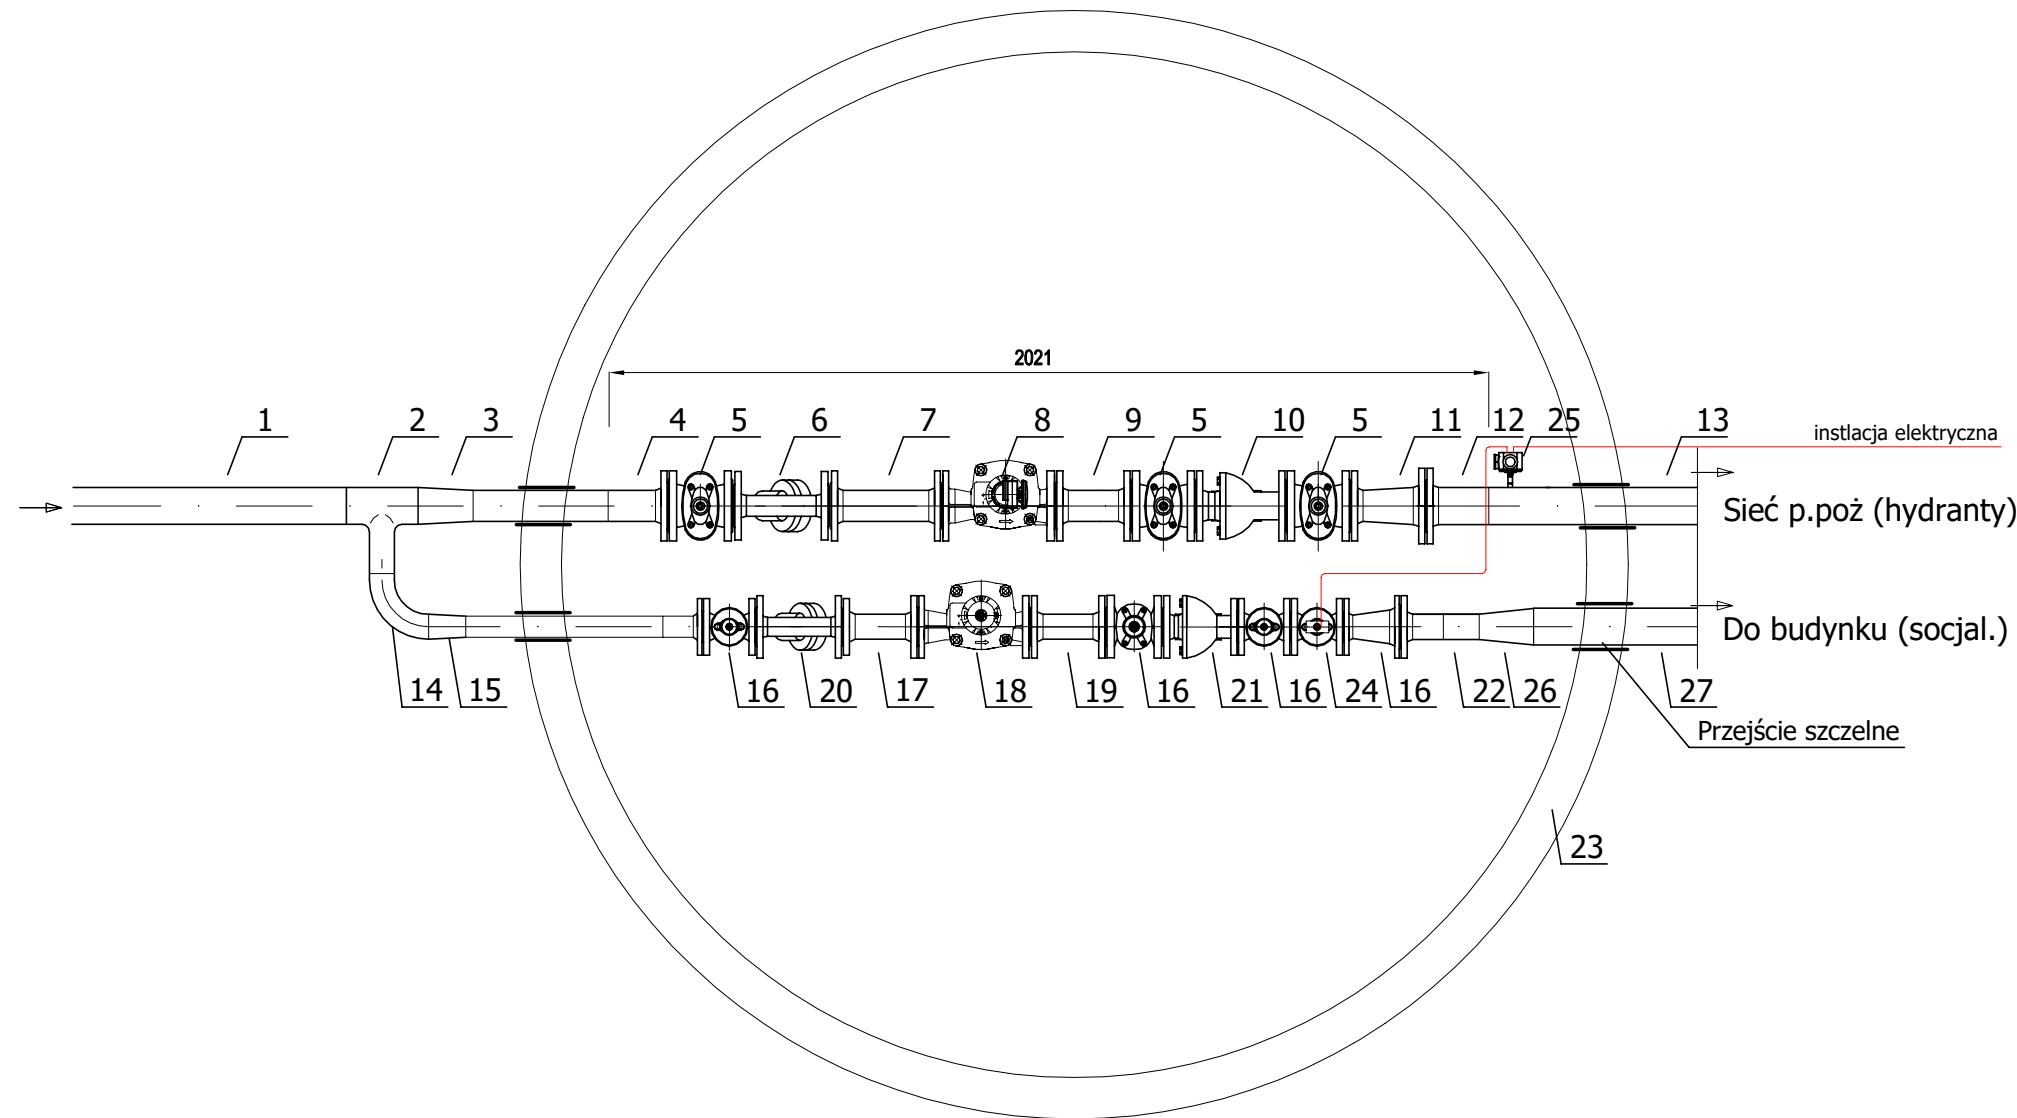 2021
1 2 3 4 5 6 7 8 9 5 10 5 11 12 25 13
instlacja elektryczna
Sieć p.poż (hydranty)
Do budynku (socjal.)
14 15 16 20 17 18 19 16 21 16 24 16 22 26 27
Przejście szczelne
23